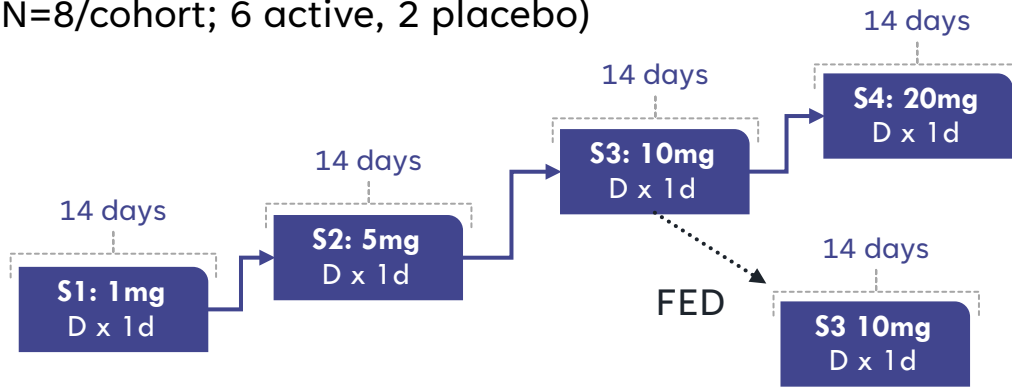 N=8/cohort; 6 active, 2 placebo)
14 days
S1: 1mg
D x 1d
14 days
S2: 5mg
D x 1d
14 days
S3: 10mg
D x 1d
14 days
S4: 20mg
D x 1d
FED
14 days
S3 10mg
D x 1d